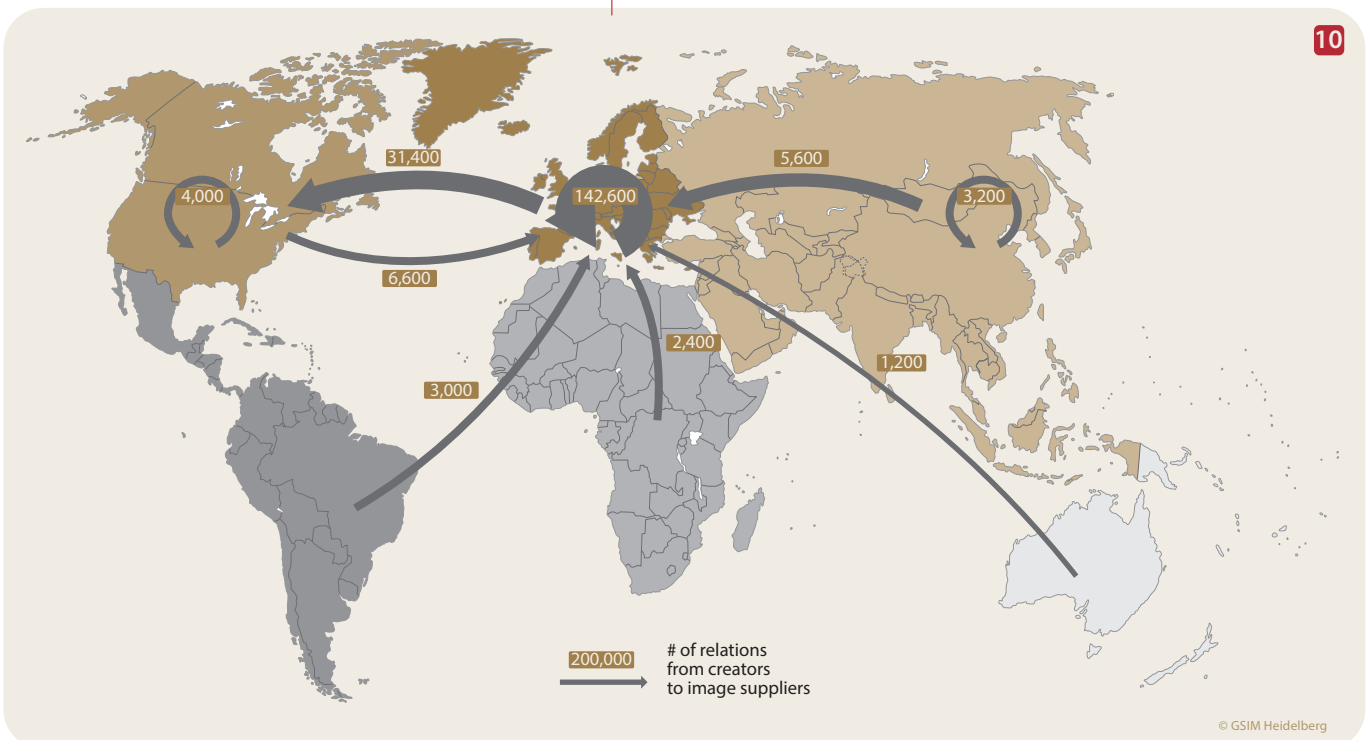 10
31,400
5,600
4,000
142,600
3,200
6,600
2,400
1,200
3,000
200,000
# of relations
from creators
to image suppliers
© GSIM Heidelberg